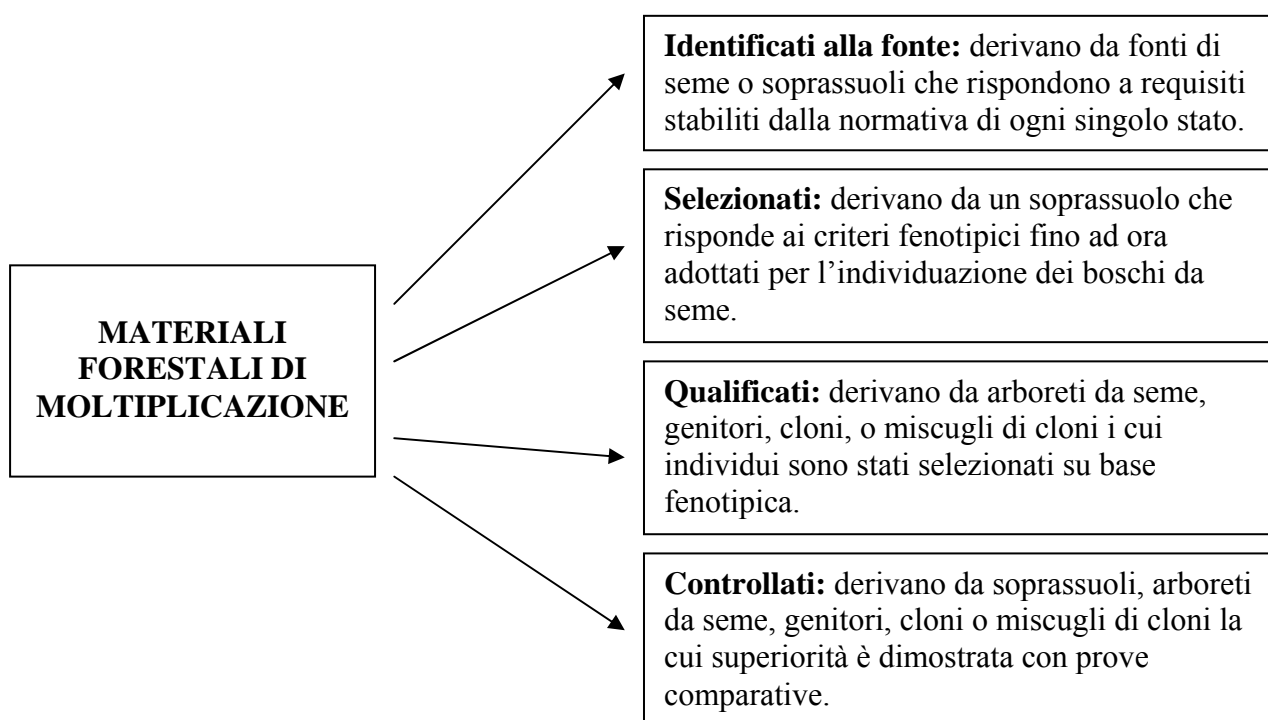 MATERIALI
FORESTALI DI
MOLTIPLICAZIONE
Identificati alla fonte: derivano da fonti di
seme o soprassuoli che rispondono a requisiti
stabiliti dalla normativa di ogni singolo stato.
Selezionati: derivano da un soprassuolo che
risponde ai criteri fenotipici fino ad ora
adottati per l’individuazione dei boschi da
seme.
Qualificati: derivano da arboreti da seme,
genitori, cloni, o miscugli di cloni i cui
individui sono stati selezionati su base
fenotipica.
Controllati: derivano da soprassuoli, arboreti
da seme, genitori, cloni o miscugli di cloni la
cui superiorità è dimostrata con prove
comparative.